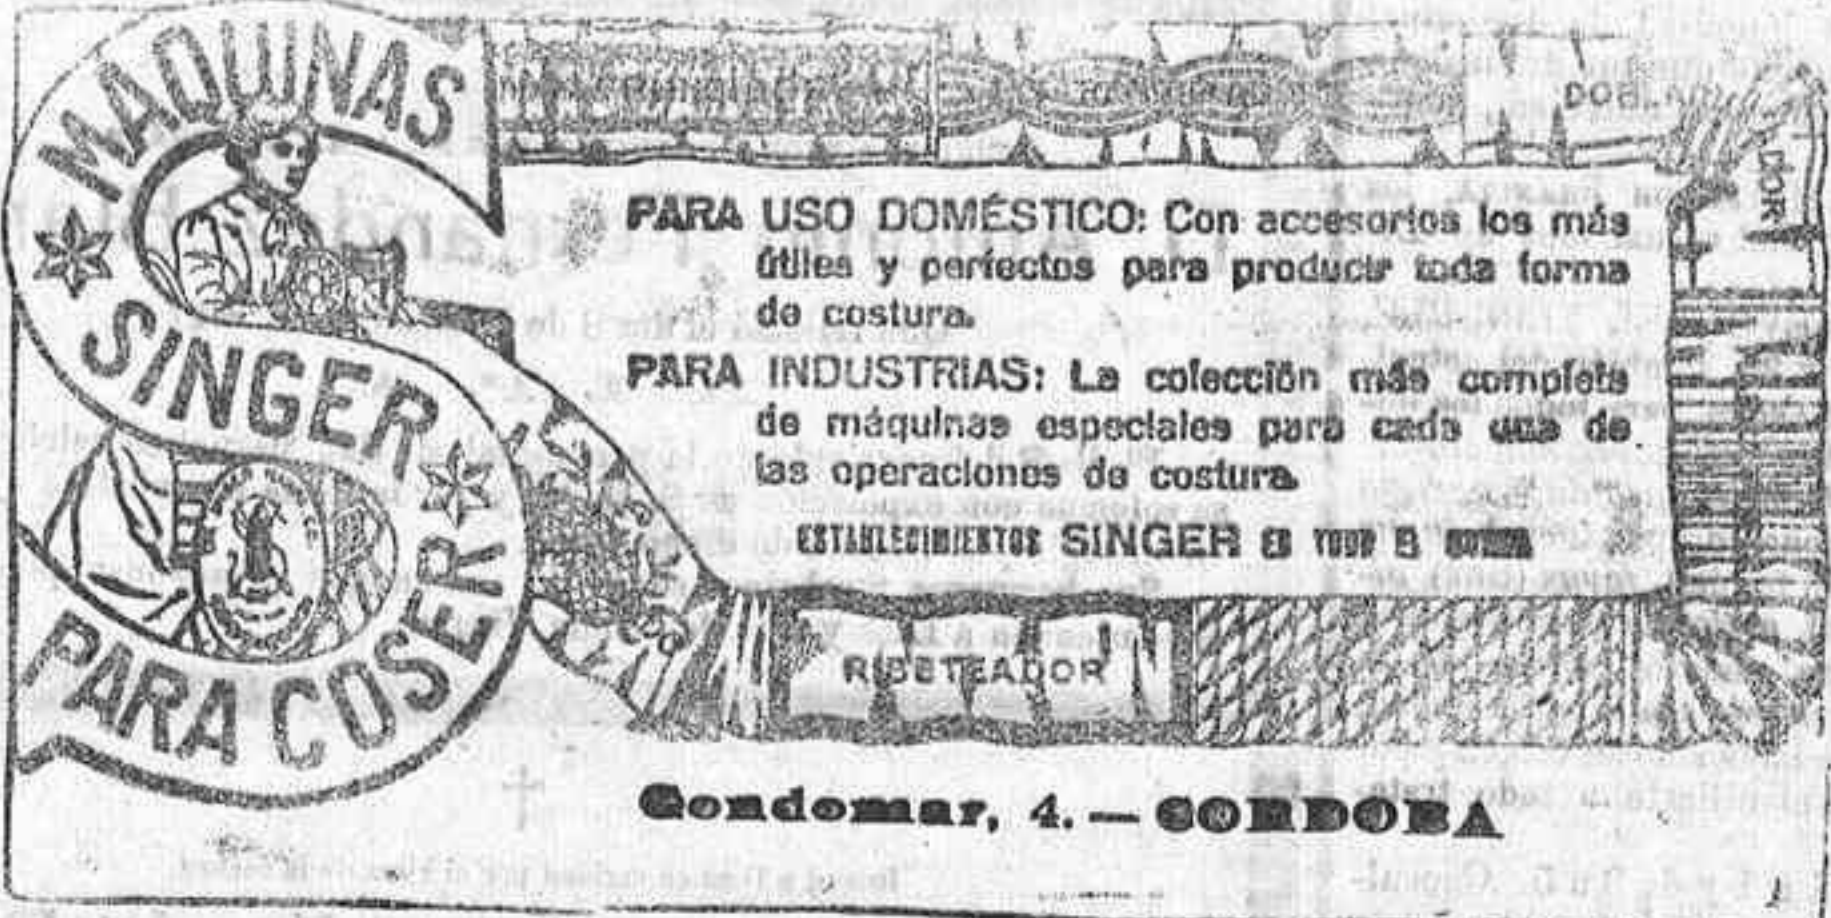 MAQUINAS
SINGER
PARA COSER
PARA USO DOMÉSTICO: Con accesorios los más
útiles y perfectos para producir toda forma
de costura.
PARA INDUSTRIAS: La colección más completa
de máquinas especiales para cada una de
las operaciones de costura.
ESTABLECIMIENTOS SINGER
RIBETEADOR
Gondomar, 4. — CORDOBA